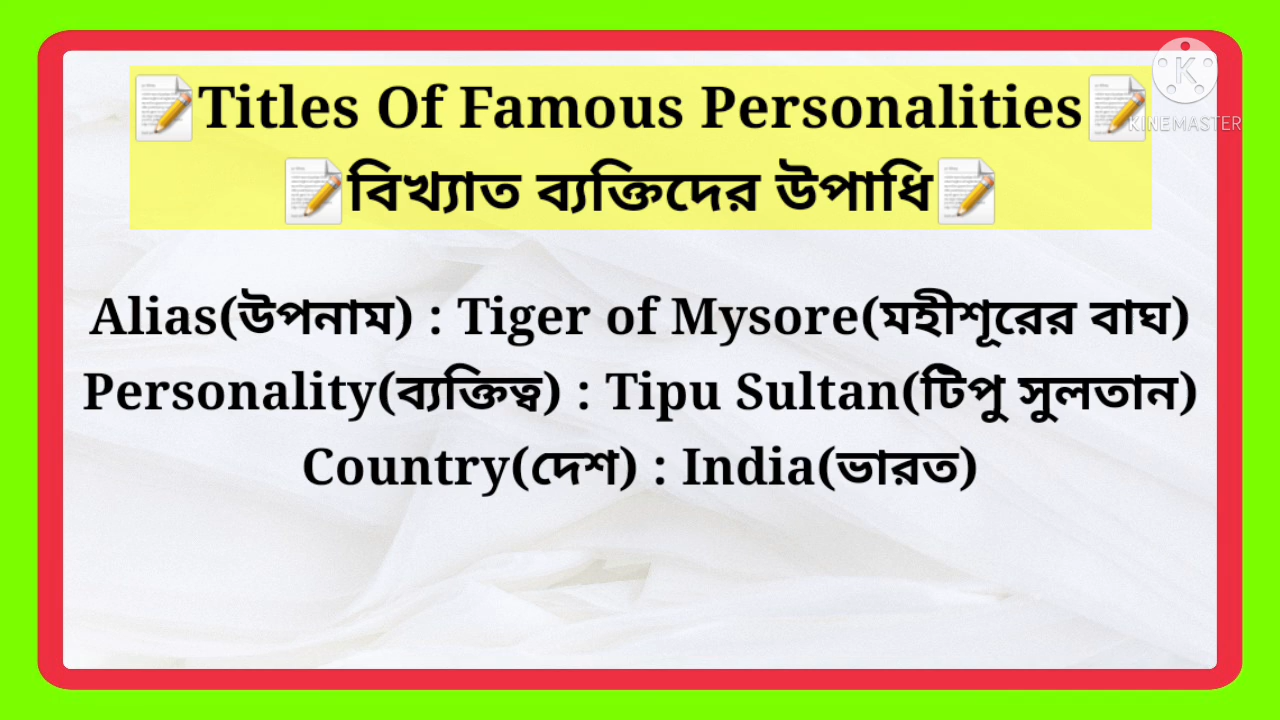 📝Titles Of Famous Personalities📝
KINEMASTER
📝বিখ্যাত ব্যক্তিদের উপাধি📝
Alias(উপনাম) : Tiger of Mysore(মহীশূরের বাঘ)
Personality(ব্যক্তিত্ব) : Tipu Sultan(টিপু সুলতান)
Country(দেশ) : India(ভারত)